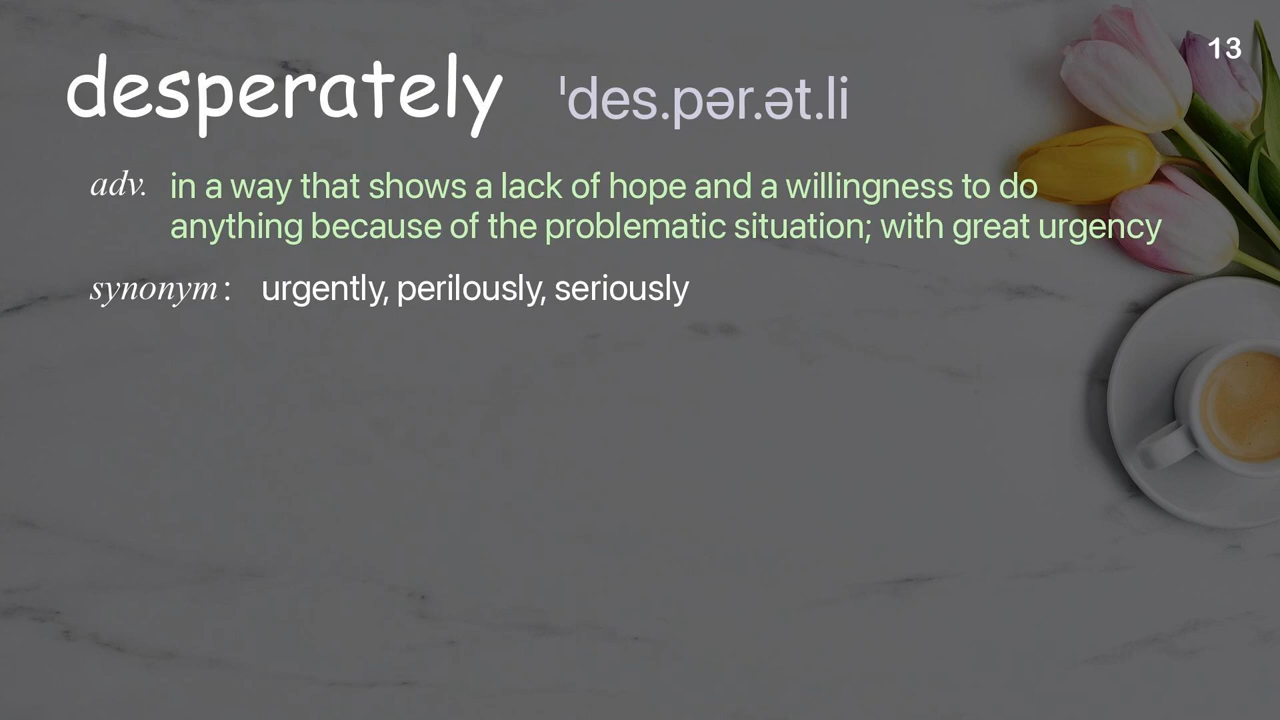 13
desperately ˈdes.pər.ət.li
adv. in a way that shows a lack of hope and a willingness to do
anything because of the problematic situation; with great urgency
synonym : urgently, perilously, seriously